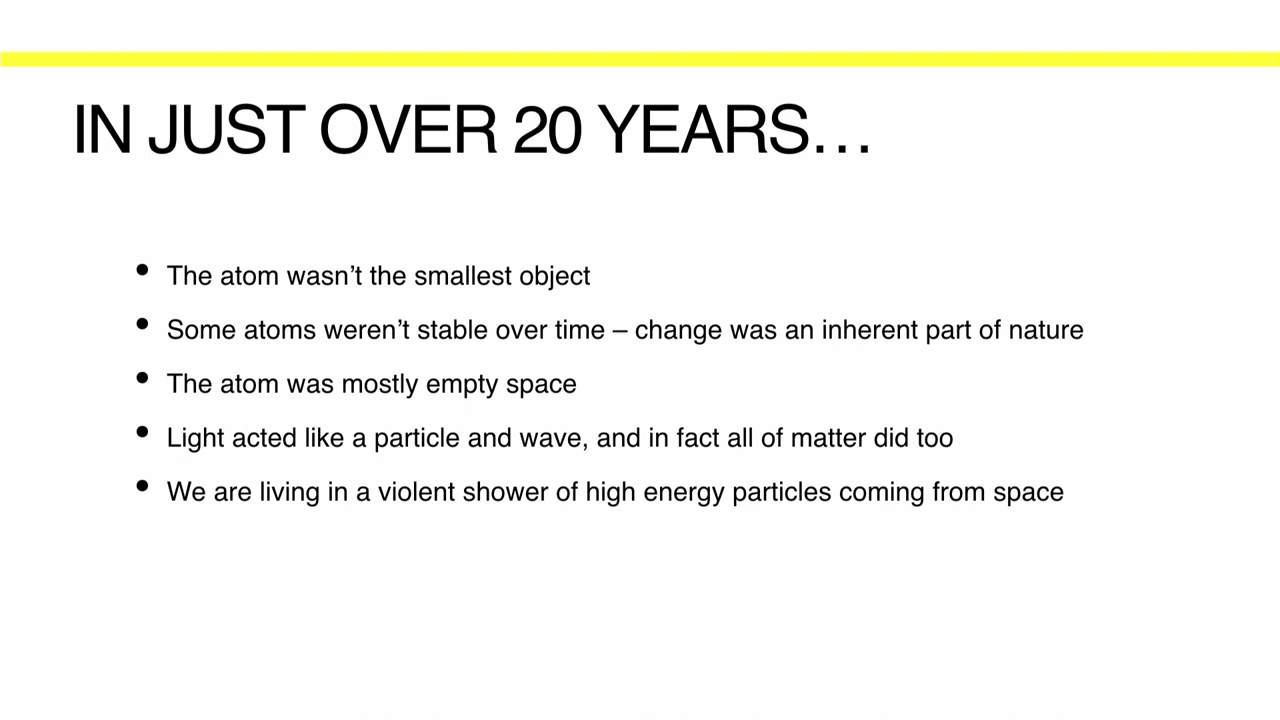 IN JUST OVER 20 YEARS…
• The atom wasn’t the smallest object
• Some atoms weren’t stable over time – change was an inherent part of nature
• The atom was mostly empty space
• Light acted like a particle and wave, and in fact all of matter did too
• We are living in a violent shower of high energy particles coming from space